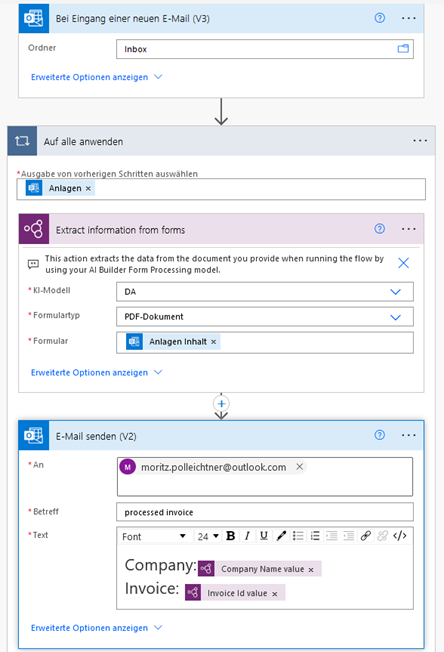 Bei Eingang einer neuen E-Mail (V3)
Ordner
Inbox
Erweiterte Optionen anzeigen
Auf alle anwenden
*Ausgabe von vorherigen Schritten auswählen
Anlagen ×
Extract information from forms
This action extracts the data from the document you provide when running the flow by
using your AI Builder Form Processing model.
* KI-Modell
DA
* Formulartyp
PDF-Dokument
* Formular
Anlagen Inhalt ×
Erweiterte Optionen anzeigen
E-Mail senden (V2)
* An
M moritz.polleichtner@outlook.com ×
* Betreff
processed invoice
* Text
Font 24 B I U
Company: Company Name value ×
Invoice: Invoice Id value ×
Erweiterte Optionen anzeigen